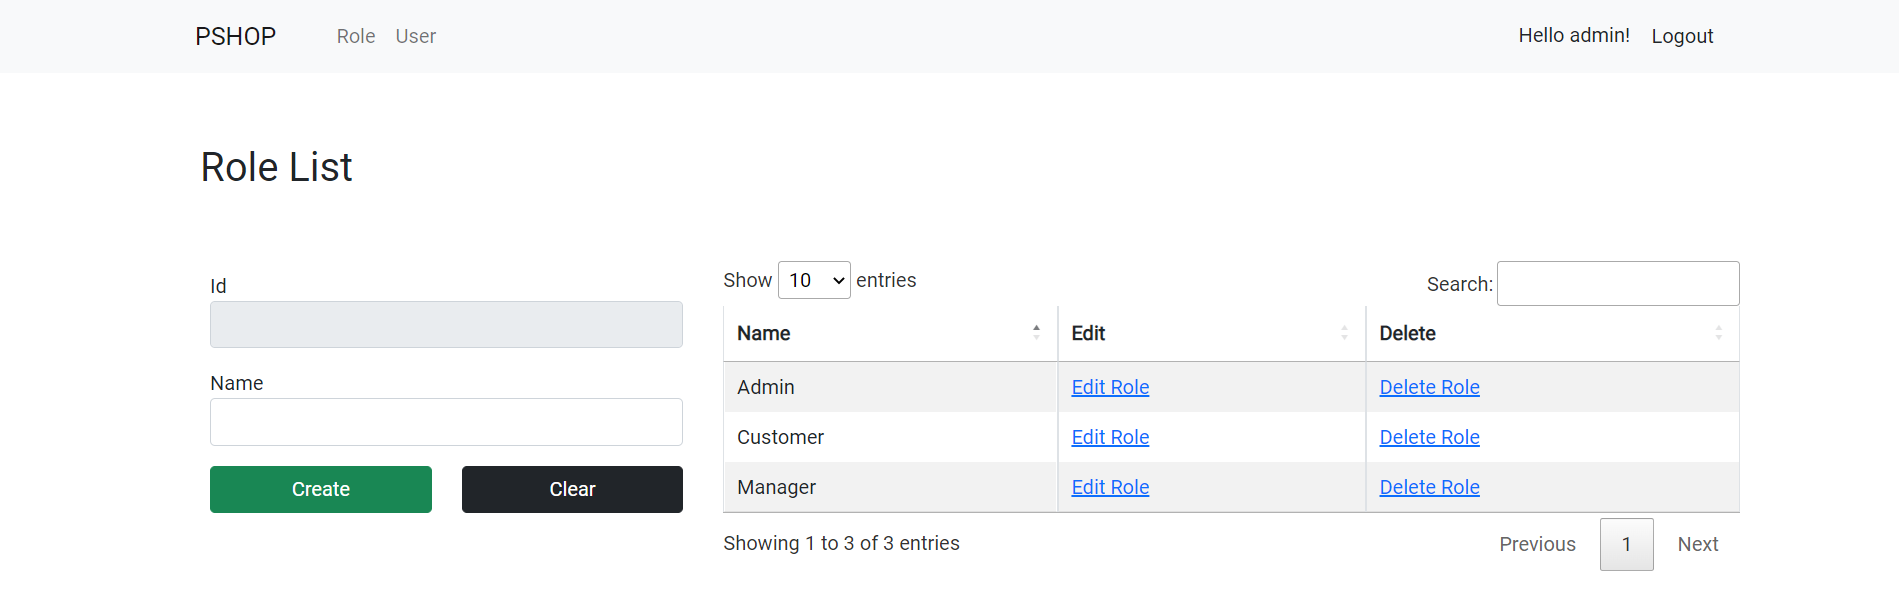 PSHOP Role User Hello admin! Logout
Role List
Id
Name
Create Clear
Show 10 entries Search:
Name Edit Delete
Admin Edit Role Delete Role
Customer Edit Role Delete Role
Manager Edit Role Delete Role
Showing 1 to 3 of 3 entries Previous 1 Next